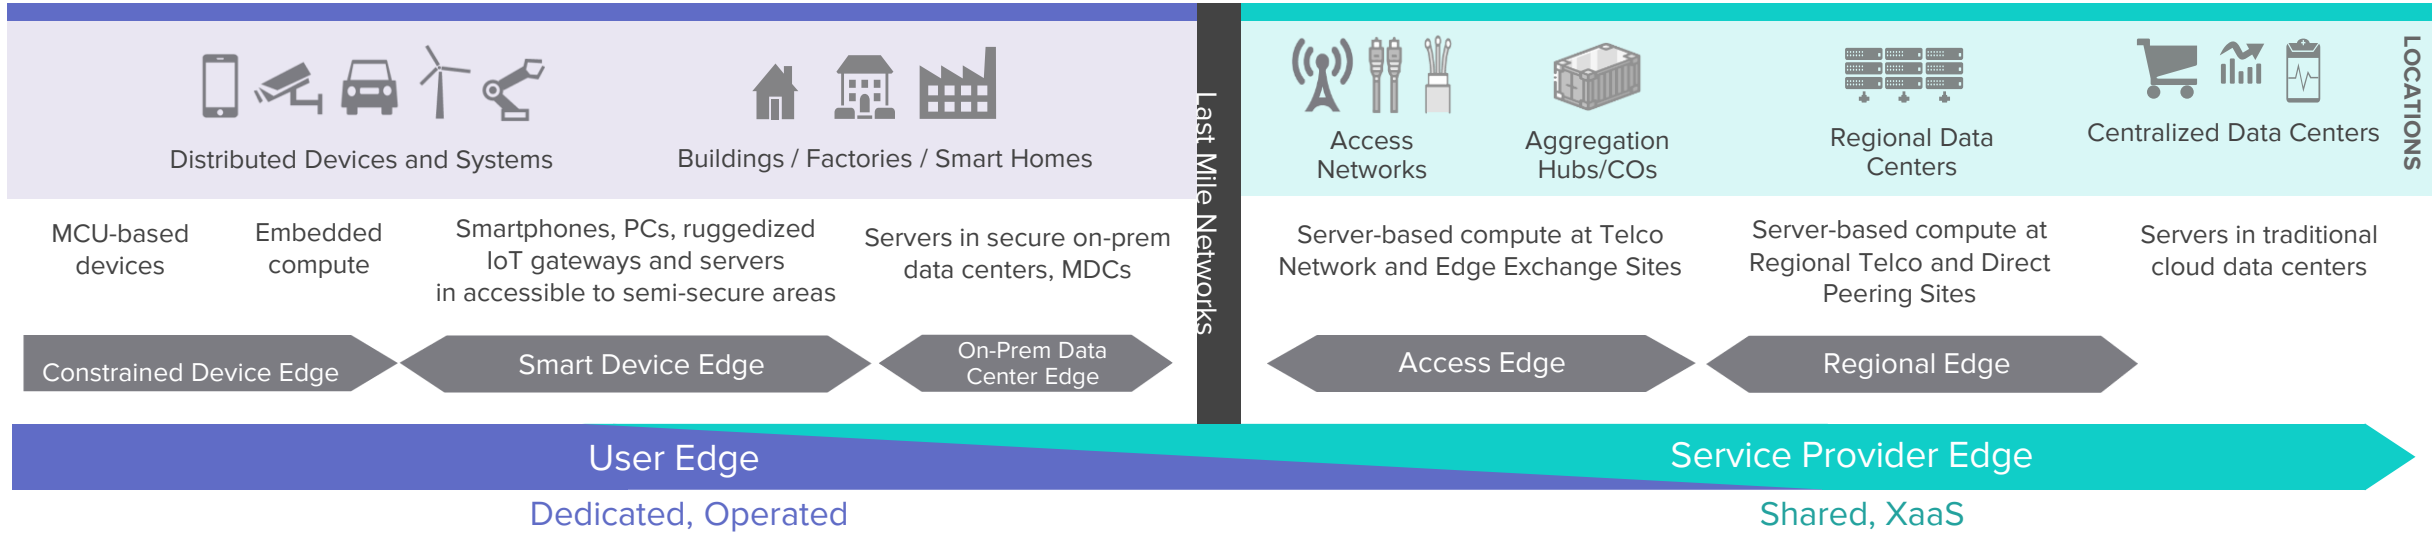 Distributed Devices and Systems
Buildings / Factories / Smart Homes
Last Mile Networks
Access
Networks
Aggregation
Hubs/COs
Regional Data
Centers
Centralized Data Centers
LOCATIONS
MCU-based
devices
Embedded
compute
Smartphones, PCs, ruggedized
IoT gateways and servers
in accessible to semi-secure areas
Servers in secure on-prem
data centers, MDCs
Server-based compute at Telco
Network and Edge Exchange Sites
Server-based compute at
Regional Telco and Direct
Peering Sites
Servers in traditional
cloud data centers
Constrained Device Edge
Smart Device Edge
On-Prem Data
Center Edge
Access Edge
Regional Edge
User Edge
Service Provider Edge
Dedicated, Operated
Shared, XaaS